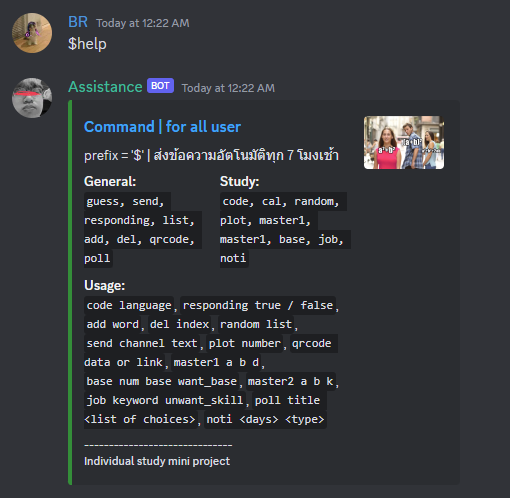 BR Today at 12:22 AM
$help
Assistance BOT Today at 12:22 AM
Command | for all user
prefix = '$' | ส่งข้อความอัตโนมัติทุก 7 โมงเช้า
General:
guess, send,
responding, list,
add, del, qrcode,
poll
Study:
code, cal, random,
plot, master1,
master1, base, job,
noti
Usage:
code language, responding true / false,
add word, del index, random list,
send channel text, plot number, qrcode
data or link, master1 a b d,
base num base want_base, master2 a b k,
job keyword unwant_skill, poll title
<list of choices>, noti <days> <type>
------------------------------
Individual study mini project